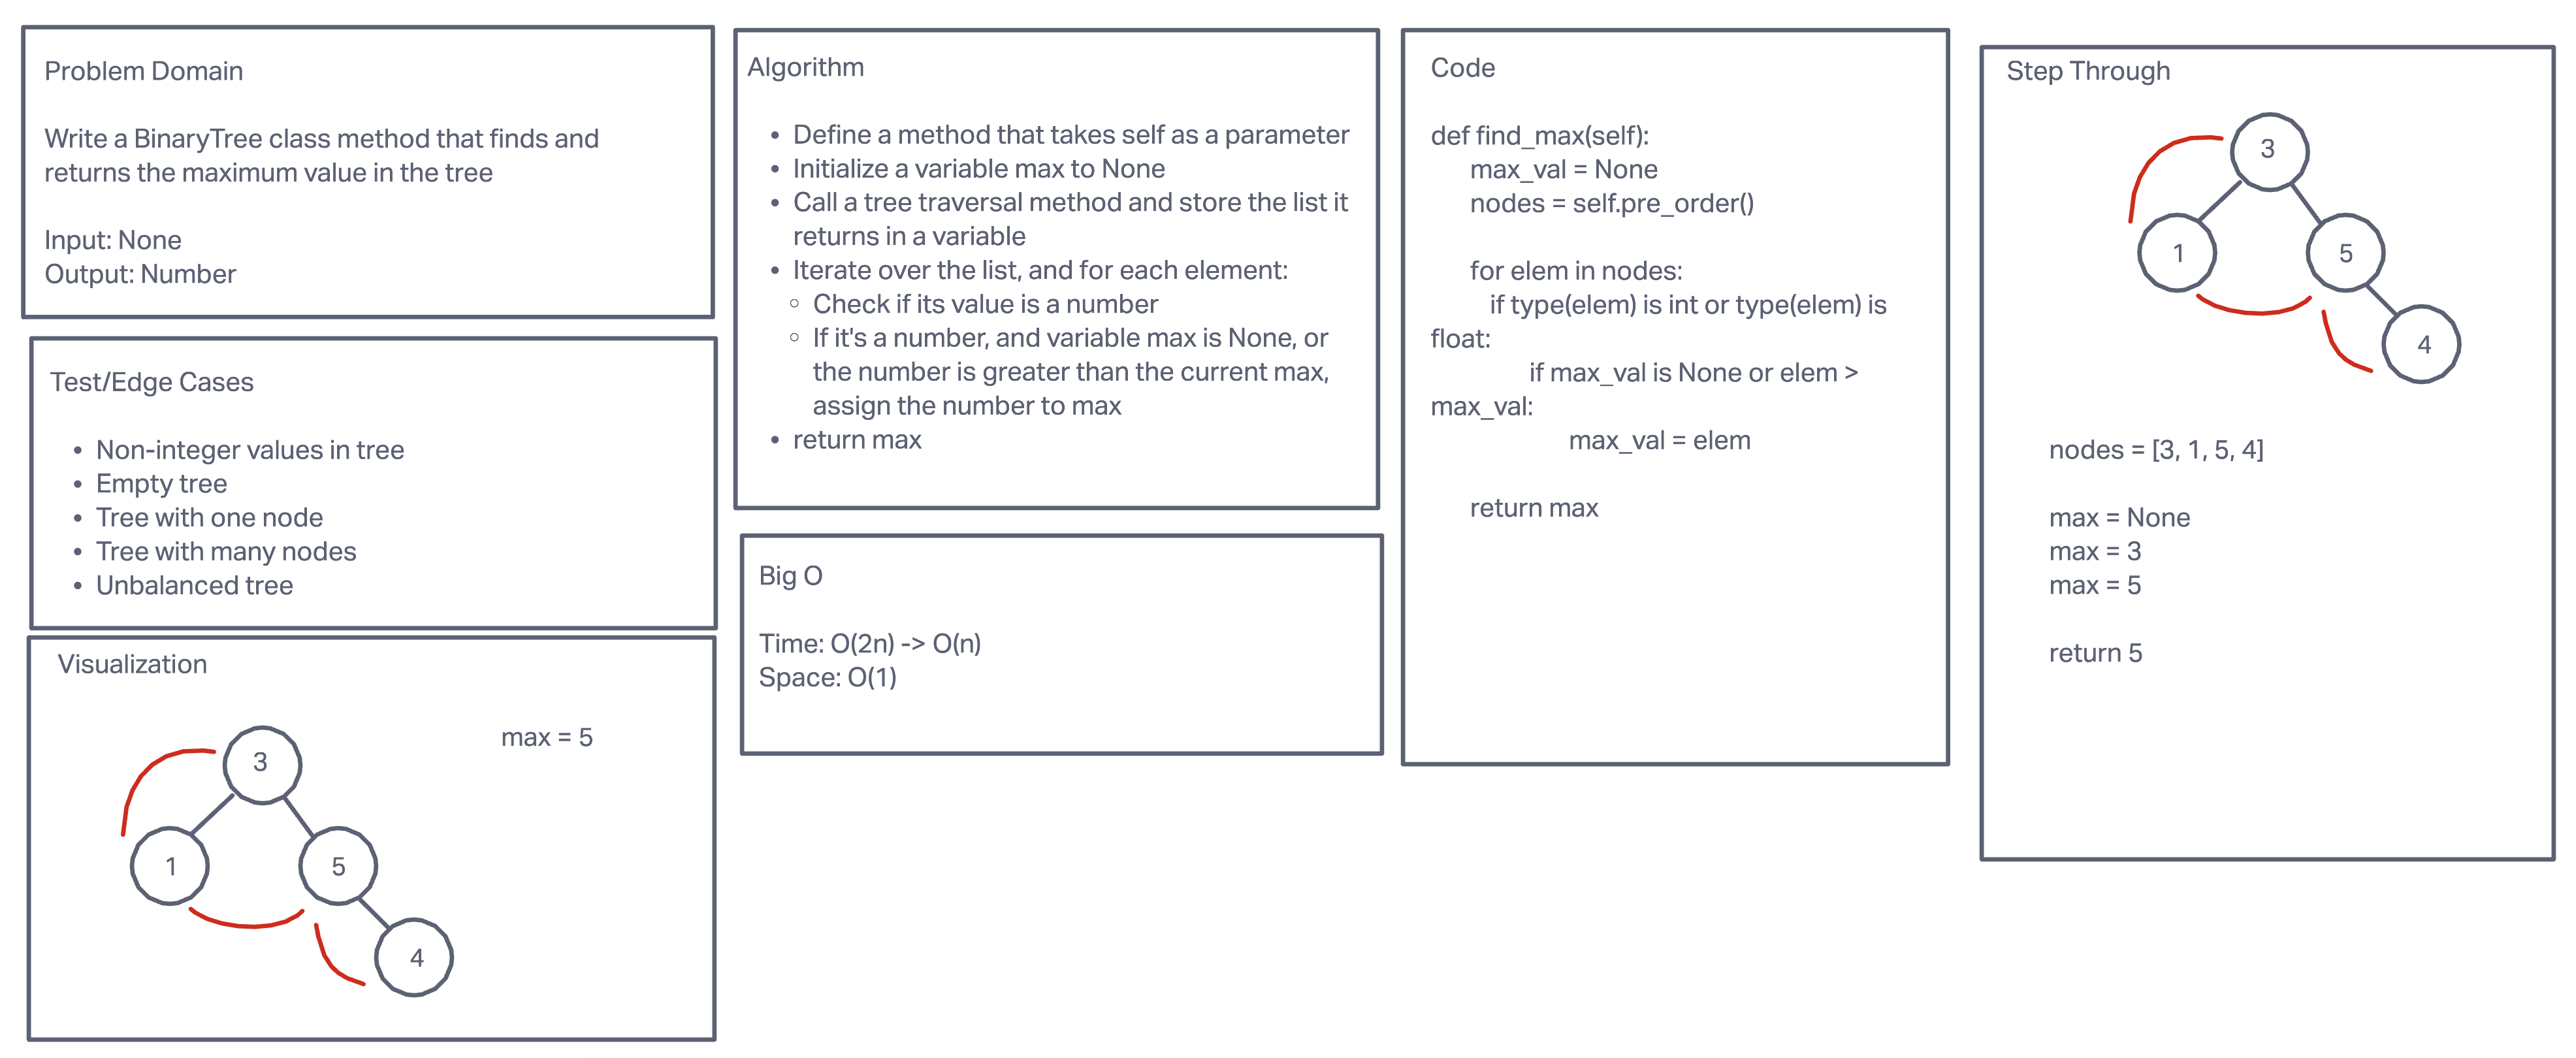 Problem Domain
Write a BinaryTree class method that finds and
returns the maximum value in the tree
Input: None
Output: Number
Test/Edge Cases
• Non-integer values in tree
• Empty tree
• Tree with one node
• Tree with many nodes
• Unbalanced tree
Visualization
max = 5
3
1
5
4
Algorithm
• Define a method that takes self as a parameter
• Initialize a variable max to None
• Call a tree traversal method and store the list it
returns in a variable
• Iterate over the list, and for each element:
◦ Check if its value is a number
◦ If it's a number, and variable max is None, or
the number is greater than the current max,
assign the number to max
• return max
Big O
Time: O(2n) -> O(n)
Space: O(1)
Code
def find_max(self):
max_val = None
nodes = self.pre_order()
for elem in nodes:
if type(elem) is int or type(elem) is
float:
if max_val is None or elem >
max_val:
max_val = elem
return max
Step Through
3
1
5
4
nodes = [3, 1, 5, 4]
max = None
max = 3
max = 5
return 5